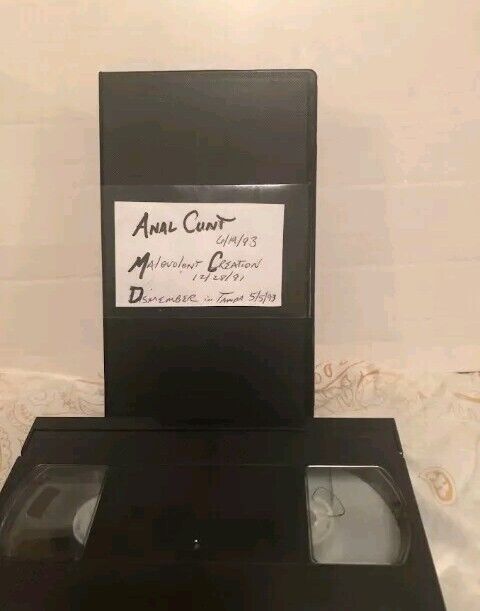 ANAL CUNT
6/19/93
MALEVOLENT CREATION
12/28/91
DISMEMBER in TAMPA 5/5/93